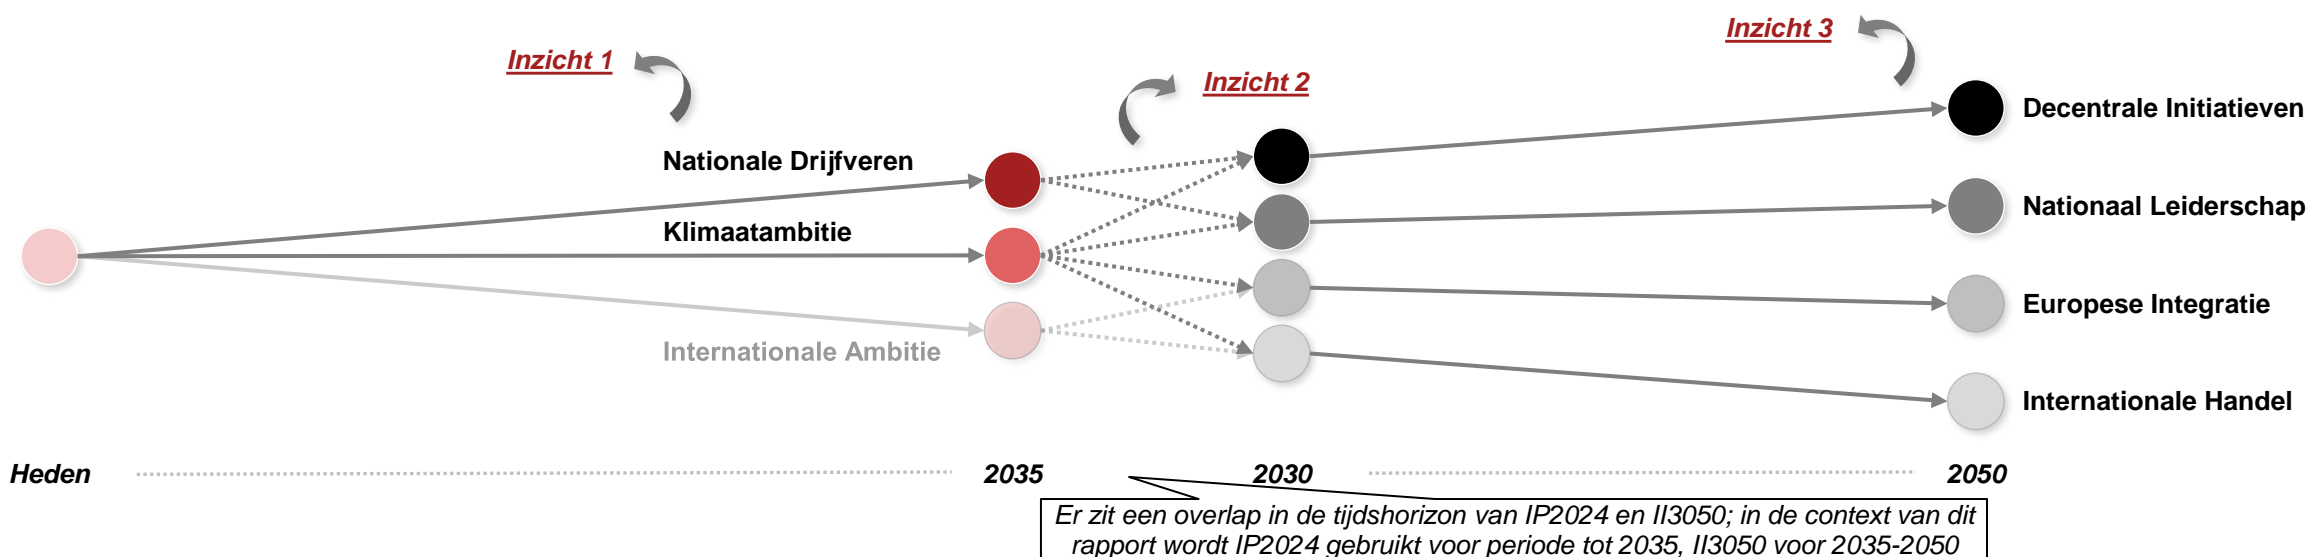 Inzicht 1
Inzicht 2
Inzicht 3
Nationale Drijfveren
Klimaatambitie
Internationale Ambitie
Decentrale Initiatieven
Nationaal Leiderschap
Europese Integratie
Internationale Handel
Heden
2035
2030
2050
Er zit een overlap in de tijdshorizon van IP2024 en II3050; in de context van dit
rapport wordt IP2024 gebruikt voor periode tot 2035, II3050 voor 2035-2050